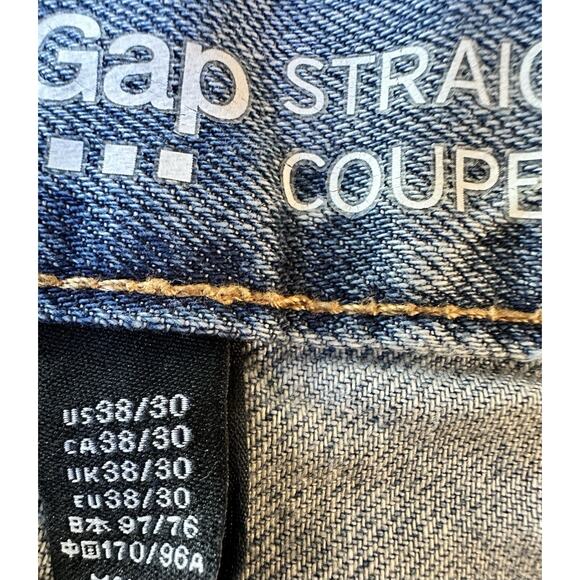 Gap
STRAIG
COUPE
US38/30
CA38/30
UK38/30
EU38/30
日本 97/76
中国170/96A